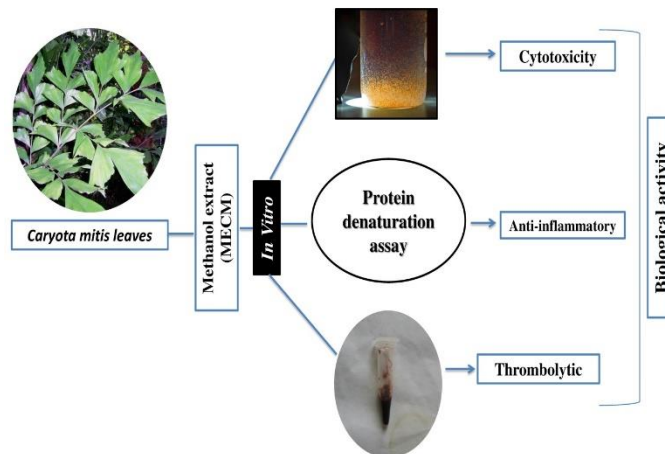 Caryota mitis leaves
Methanol extract
(MECM)
In Vitro
Cytotoxicity
Protein
denaturation
assay
Anti-inflammatory
Thrombolytic
Biological activity